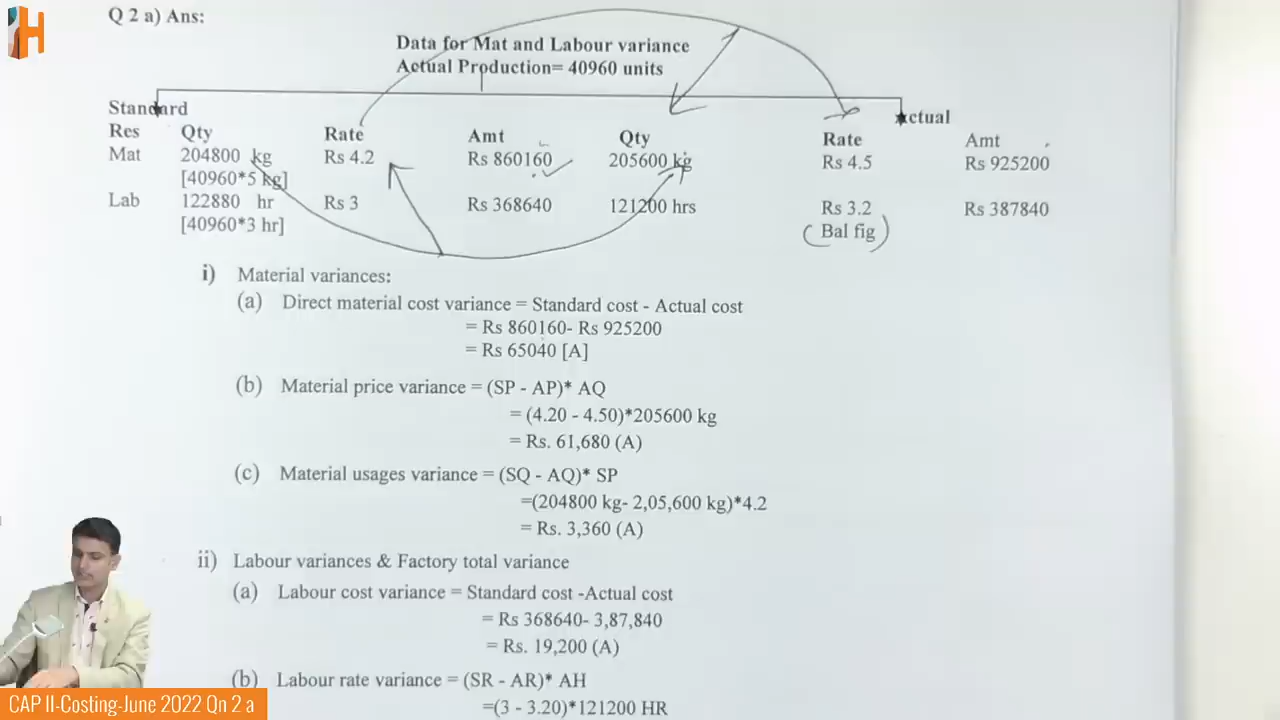 H
Q 2 a) Ans:
Data for Mat and Labour variance
Actual Production= 40960 units
Standard Actual
Res Qty Rate Amt Qty Rate Amt
Mat 204800 kg Rs 4.2 Rs 860160 205600 kg Rs 4.5 Rs 925200
[40960*5 kg]
Lab 122880 hr Rs 3 Rs 368640 121200 hrs Rs 3.2 Rs 387840
[40960*3 hr] (Bal fig)
i) Material variances:
(a) Direct material cost variance = Standard cost - Actual cost
= Rs 860160- Rs 925200
= Rs 65040 [A]
(b) Material price variance = (SP - AP)* AQ
= (4.20 - 4.50)*205600 kg
= Rs. 61,680 (A)
(c) Material usages variance = (SQ - AQ)* SP
=(204800 kg- 2,05,600 kg)*4.2
= Rs. 3,360 (A)
ii) Labour variances & Factory total variance
(a) Labour cost variance = Standard cost -Actual cost
= Rs 368640- 3,87,840
= Rs. 19,200 (A)
(b) Labour rate variance = (SR - AR)* AH
=(3 - 3.20)*121200 HR
CAP II-Costing-June 2022 Qn 2 a